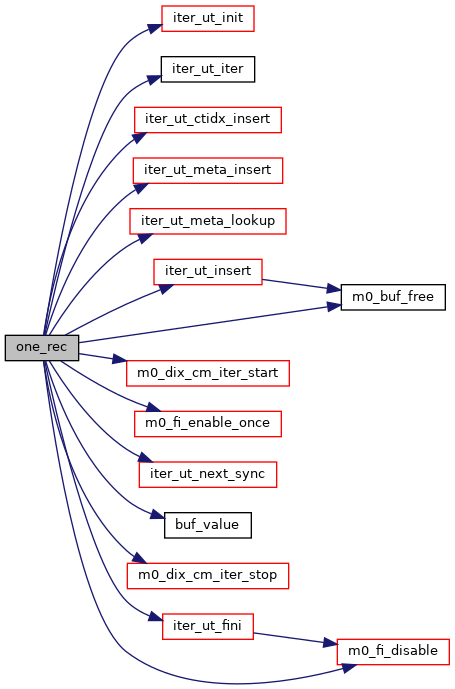 iter_ut_init
iter_ut_iter
iter_ut_ctidx_insert
iter_ut_meta_insert
iter_ut_meta_lookup
iter_ut_insert
m0_buf_free
one_rec
m0_dix_cm_iter_start
m0_fi_enable_once
iter_ut_next_sync
buf_value
m0_dix_cm_iter_stop
iter_ut_fini
m0_fi_disable